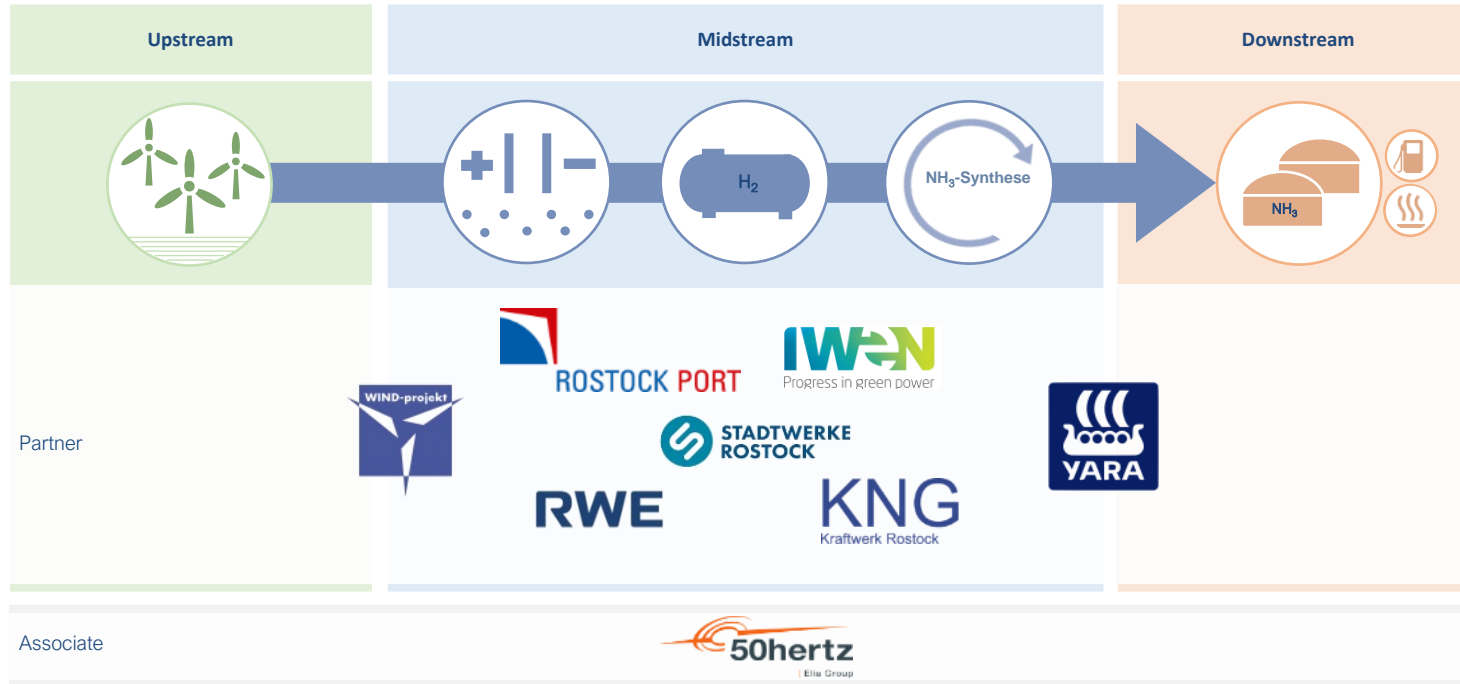 Upstream
Midstream
Downstream
H₂
NH₃-Synthese
NH₃
Partner
WIND-projekt
ROSTOCK PORT
IWEN
Progress in green power
STADTWERKE
ROSTOCK
RWE
KNG
Kraftwerk Rostock
YARA
Associate
50hertz
| Elia Group